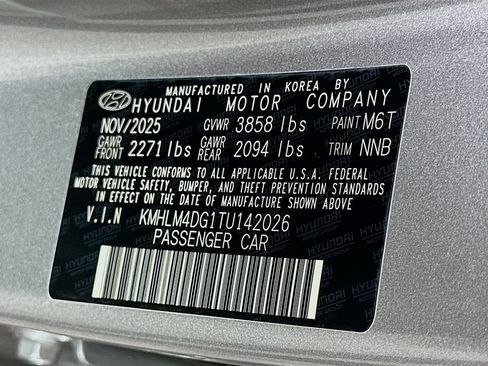 MANUFACTURED IN KOREA BY
HYUNDAI MOTOR COMPANY
NOV/2025 GVWR 3858 lbs PAINT M6T
GAWR FRONT 2271 lbs GAWR REAR 2094 lbs TRIM NNB
THIS VEHICLE CONFORMS TO ALL APPLICABLE U.S.A. FEDERAL
MOTOR VEHICLE SAFETY, BUMPER, AND THEFT PREVENTION STANDARDS
IN EFFECT ON THE DATE OF MANUFACTURE SHOWN ABOVE.
V.I.N KMHLM4DG1TU142026
PASSENGER CAR